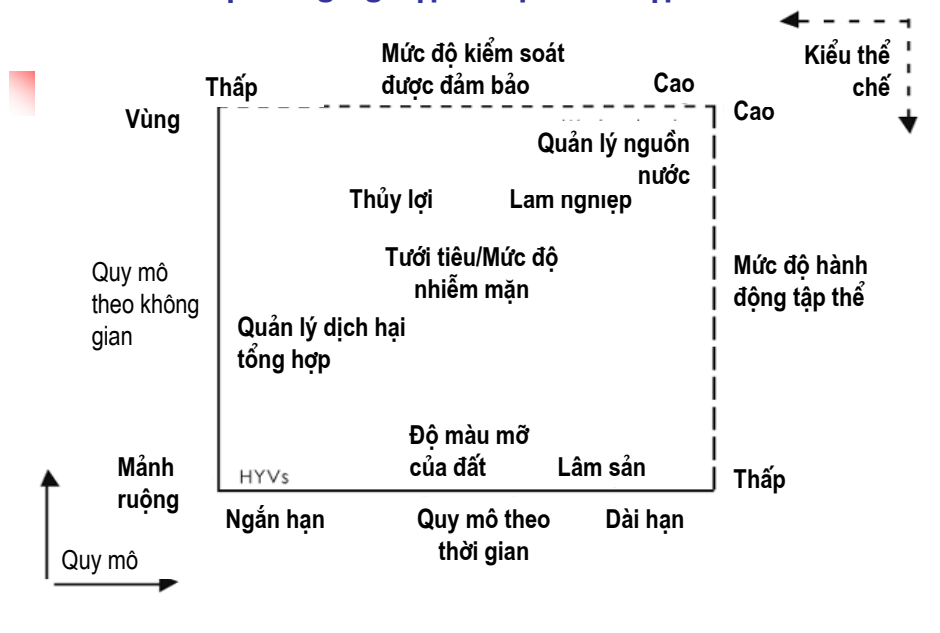 Mức độ kiểm soát
được đảm bảo
Kiểu thể
chế
Thấp
Cao
Vùng
Cao
Quản lý nguồn
nước
Thủy lợi
Lam ngnıẹp
Tưới tiêu/Mức độ
nhiễm mặn
Quy mô
theo không
gian
Mức độ hành
động tập thể
Quản lý dịch hại
tổng hợp
Độ màu mỡ
của đất
Lâm sản
Mảnh
ruộng
HYVs
Thấp
Ngắn hạn
Quy mô theo
thời gian
Dài hạn
Quy mô